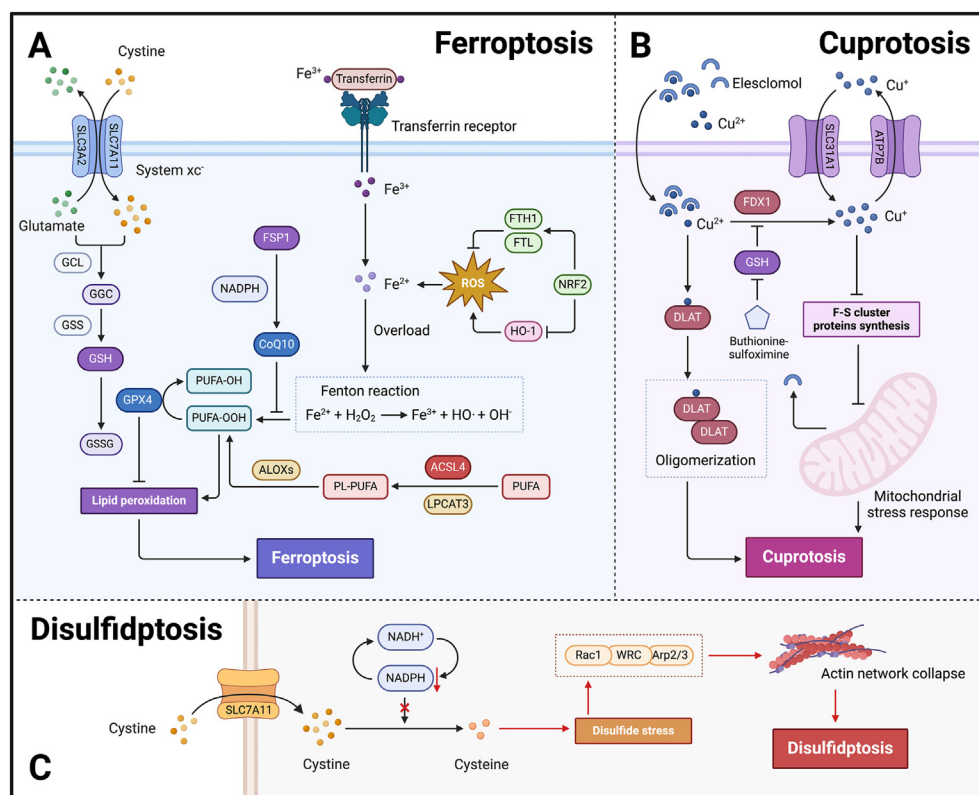 A
Ferroptosis
Cystine
Fe³⁺
Transferrin
Transferrin receptor
SLC3A2
SLC7A11
System xc⁻
Glutamate
Fe³⁺
GCL
GGC
GSS
GSH
GSSG
FSP1
NADPH
CoQ10
Fe²⁺
Overload
ROS
FTH1
FTL
NRF2
HO-1
GPX4
PUFA-OH
PUFA-OOH
Fenton reaction
Fe²⁺ + H₂O₂ → Fe³⁺ + HO· + OH⁻
ALOXs
PL-PUFA
ACSL4
LPCAT3
PUFA
Lipid peroxidation
Ferroptosis
B
Cuprotosis
Elesclomol
Cu²⁺
Cu⁺
SLC31A1
ATP7B
Cu²⁺
FDX1
Cu⁺
GSH
Buthionine-
sulfoximine
DLAT
DLAT
DLAT
Oligomerization
F-S cluster
proteins synthesis
Mitochondrial
stress response
Cuprotosis
Disulfidptosis
C
Cystine
SLC7A11
Cystine
NADH⁺
NADPH
Cysteine
Disulfide stress
Rac1
WRC
Arp2/3
Actin network collapse
Disulfidptosis